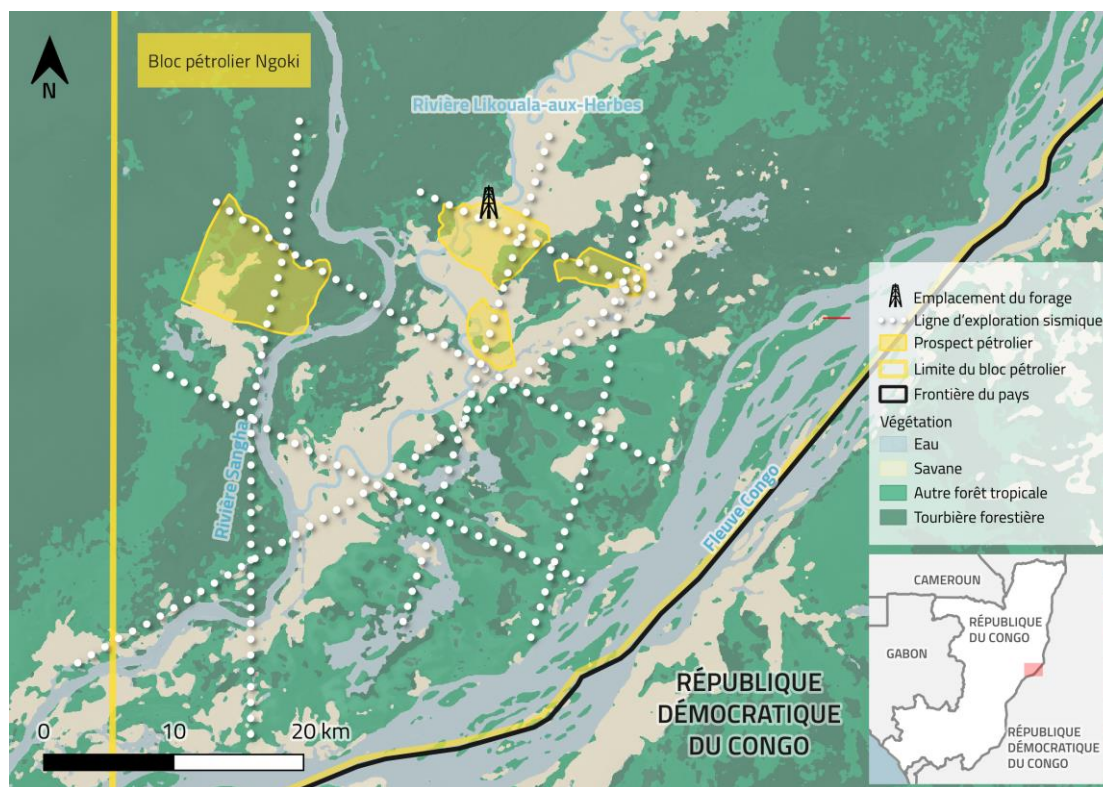 Bloc pétrolier Ngoki
N
Rivière Likouala-aux-Herbes
Rivière Sangha
Fleuve Congo
RÉPUBLIQUE
DÉMOCRATIQUE
DU CONGO
0 10 20 km
Emplacement du forage
Ligne d'exploration sismique
Prospect pétrolier
Limite du bloc pétrolier
Frontière du pays
Végétation
Eau
Savane
Autre forêt tropicale
Tourbière forestière
CAMEROUN
RÉPUBLIQUE
DU CONGO
GABON
RÉPUBLIQUE
DÉMOCRATIQUE
DU CONGO